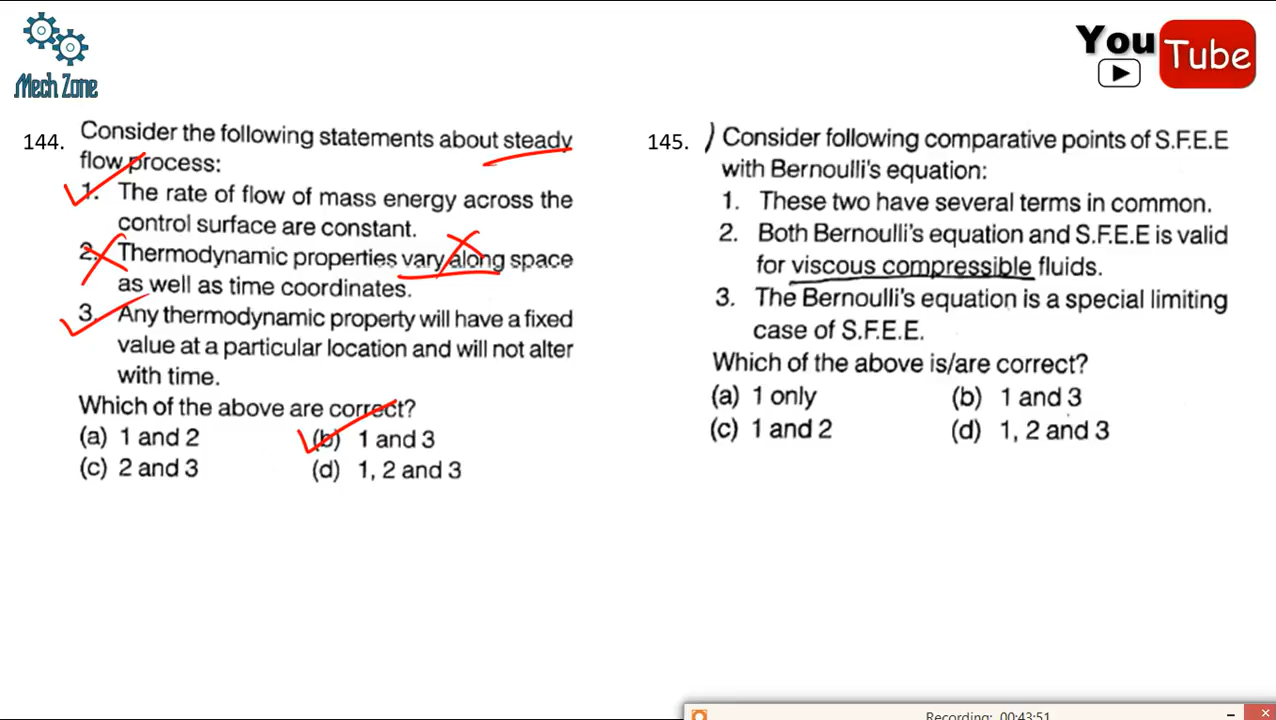 Mech Zone
You Tube
144. Consider the following statements about steady
flow process:
1. The rate of flow of mass energy across the
control surface are constant.
2. Thermodynamic properties vary along space
as well as time coordinates.
3. Any thermodynamic property will have a fixed
value at a particular location and will not alter
with time.
Which of the above are correct?
(a) 1 and 2 (b) 1 and 3
(c) 2 and 3 (d) 1, 2 and 3
145. ) Consider following comparative points of S.F.E.E
with Bernoulli's equation:
1. These two have several terms in common.
2. Both Bernoulli's equation and S.F.E.E is valid
for viscous compressible fluids.
3. The Bernoulli's equation is a special limiting
case of S.F.E.E.
Which of the above is/are correct?
(a) 1 only (b) 1 and 3
(c) 1 and 2 (d) 1, 2 and 3
Recording: 00:43:51